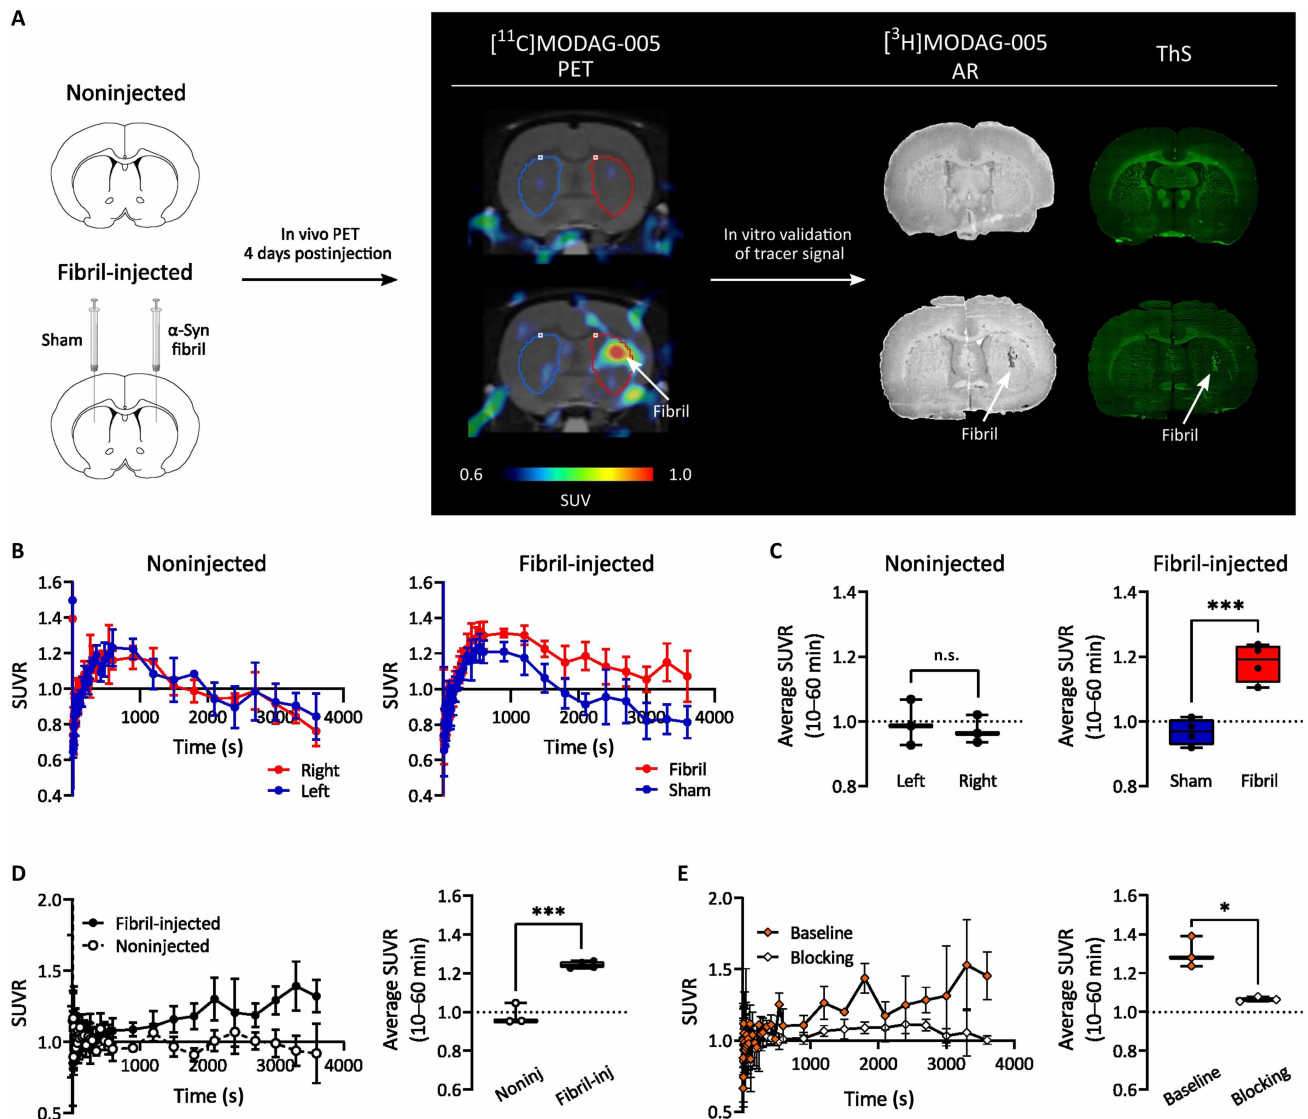 A
[¹¹C]MODAG-005
PET
[³H]MODAG-005
AR
ThS
Noninjected
In vivo PET
4 days postinjection
In vitro validation
of tracer signal
Fibril-injected
Sham
α-Syn
fibril
Fibril
Fibril
Fibril
0.6
1.0
SUV
B
Noninjected
SUVR
1.6
1.4
1.2
1.0
0.8
0.6
0.4
1000
2000
3000
4000
Time (s)
Right
Left
Fibril-injected
SUVR
1.6
1.4
1.2
1.0
0.8
0.6
0.4
1000
2000
3000
4000
Time (s)
Fibril
Sham
C
Noninjected
Average SUVR
(10–60 min)
1.4
1.2
1.0
0.8
n.s.
Left
Right
Fibril-injected
Average SUVR
(10–60 min)
1.4
1.2
1.0
0.8
***
Sham
Fibril
D
SUVR
2.0
1.5
1.0
0.5
Fibril-injected
Noninjected
1000
2000
3000
4000
Time (s)
Average SUVR
(10–60 min)
1.6
1.4
1.2
1.0
0.8
0.6
***
Noninj
Fibril-inj
E
SUVR
2.0
1.5
1.0
0.5
Baseline
Blocking
1000
2000
3000
4000
Time (s)
Average SUVR
(10–60 min)
1.6
1.4
1.2
1.0
0.8
0.6
*
Baseline
Blocking